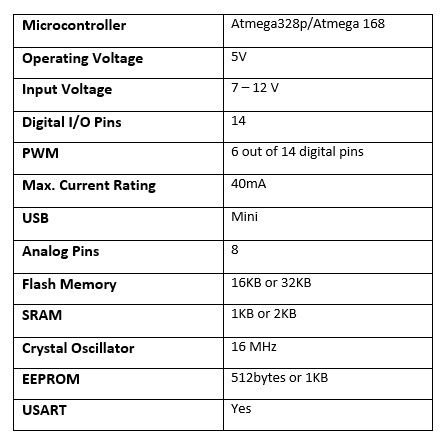 Microcontroller Atmega328p/Atmega 168
Operating Voltage 5V
Input Voltage 7 – 12 V
Digital I/O Pins 14
PWM 6 out of 14 digital pins
Max. Current Rating 40mA
USB Mini
Analog Pins 8
Flash Memory 16KB or 32KB
SRAM 1KB or 2KB
Crystal Oscillator 16 MHz
EEPROM 512bytes or 1KB
USART Yes